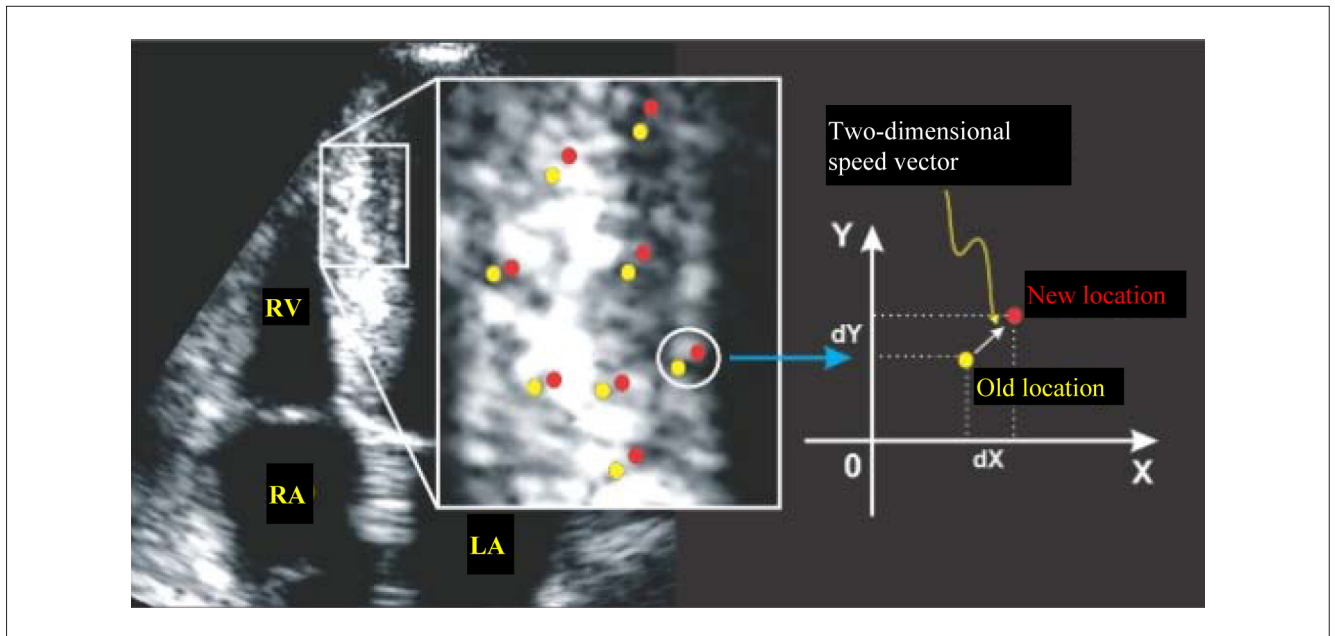 Two-dimensional
speed vector
Y
New location
RV
dY
Old location
0
dX
X
RA
LA